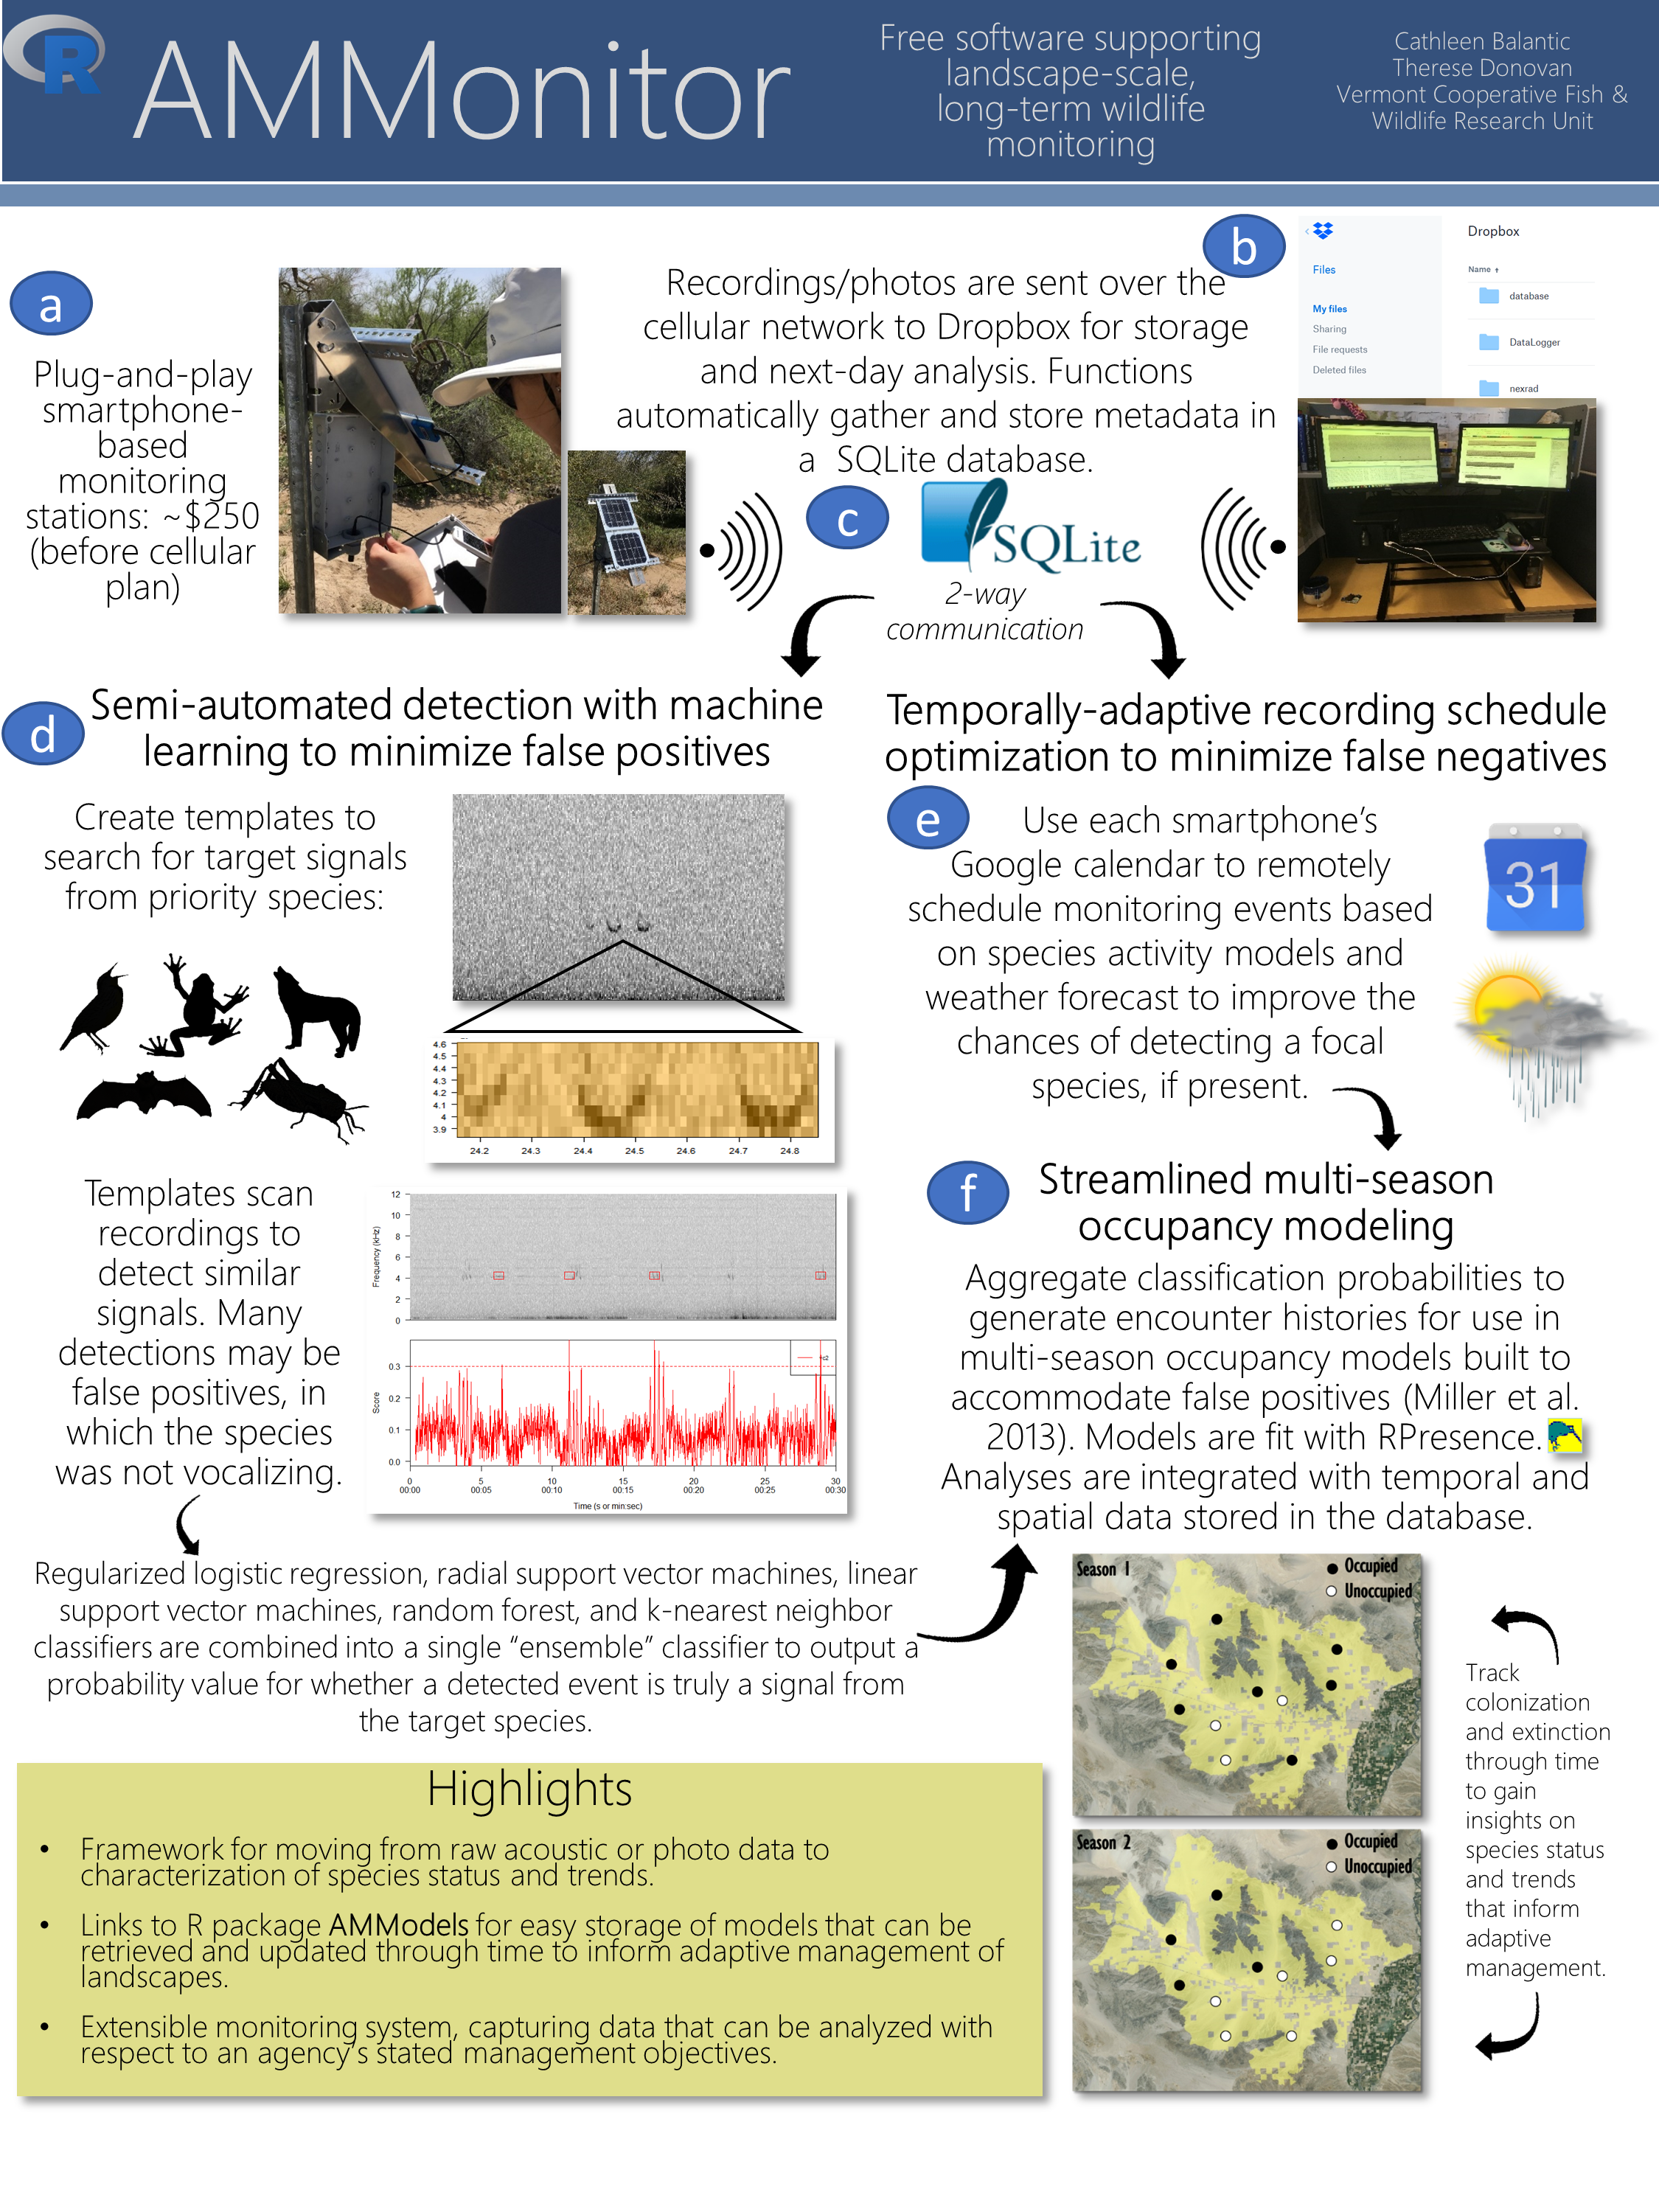 R
AMMonitor
Free software supporting
landscape-scale,
long-term wildlife
monitoring
Cathleen Balantic
Therese Donovan
Vermont Cooperative Fish &
Wildlife Research Unit
a
Plug-and-play
smartphone-
based
monitoring
stations: ~$250
(before cellular
plan)
Recordings/photos are sent over the
cellular network to Dropbox for storage
and next-day analysis. Functions
automatically gather and store metadata in
a SQLite database.
b
Dropbox
Files
Name ↑
My files
database
Sharing
File requests
DataLogger
Deleted files
nexrad
c
SQLite
2-way
communication
d
Semi-automated detection with machine
learning to minimize false positives
Create templates to
search for target signals
from priority species:
4.6
4.5
4.4
4.3
4.2
4.1
4
3.9
24.2 24.3 24.4 24.5 24.6 24.7 24.8
Templates scan
recordings to
detect similar
signals. Many
detections may be
false positives, in
which the species
was not vocalizing.
Frequency (kHz)
12
10
8
6
4
2
0
Score
0.3
0.2
0.1
0.0
c2
0 5 10 15 20 25 30
00:00 00:05 00:10 00:15 00:20 00:25 00:30
Time (s or min:sec)
Regularized logistic regression, radial support vector machines, linear
support vector machines, random forest, and k-nearest neighbor
classifiers are combined into a single “ensemble” classifier to output a
probability value for whether a detected event is truly a signal from
the target species.
Temporally-adaptive recording schedule
optimization to minimize false negatives
e
Use each smartphone’s
Google calendar to remotely
schedule monitoring events based
on species activity models and
weather forecast to improve the
chances of detecting a focal
species, if present.
31
f
Streamlined multi-season
occupancy modeling
Aggregate classification probabilities to
generate encounter histories for use in
multi-season occupancy models built to
accommodate false positives (Miller et al.
2013). Models are fit with RPresence.
Analyses are integrated with temporal and
spatial data stored in the database.
Season 1
Occupied
Unoccupied
Season 2
Occupied
Unoccupied
Track
colonization
and extinction
through time
to gain
insights on
species status
and trends
that inform
adaptive
management.
Highlights
• Framework for moving from raw acoustic or photo data to
characterization of species status and trends.
• Links to R package AMModels for easy storage of models that can be
retrieved and updated through time to inform adaptive management of
landscapes.
• Extensible monitoring system, capturing data that can be analyzed with
respect to an agency’s stated management objectives.